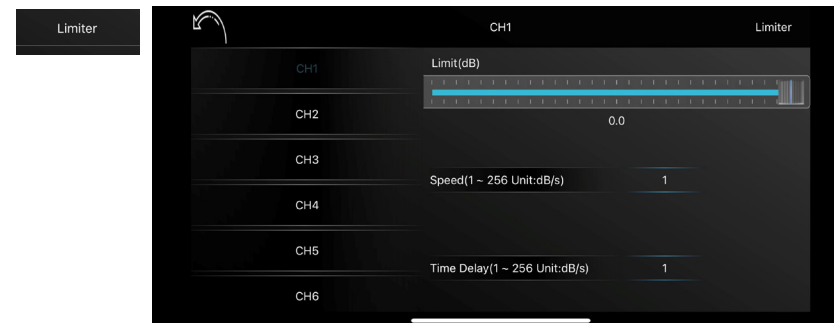 Limiter
CH1
Limiter
CH1
CH2
CH3
CH4
CH5
CH6
Limit(dB)
0.0
Speed(1 ~ 256 Unit:dB/s)
1
Time Delay(1 ~ 256 Unit:dB/s)
1